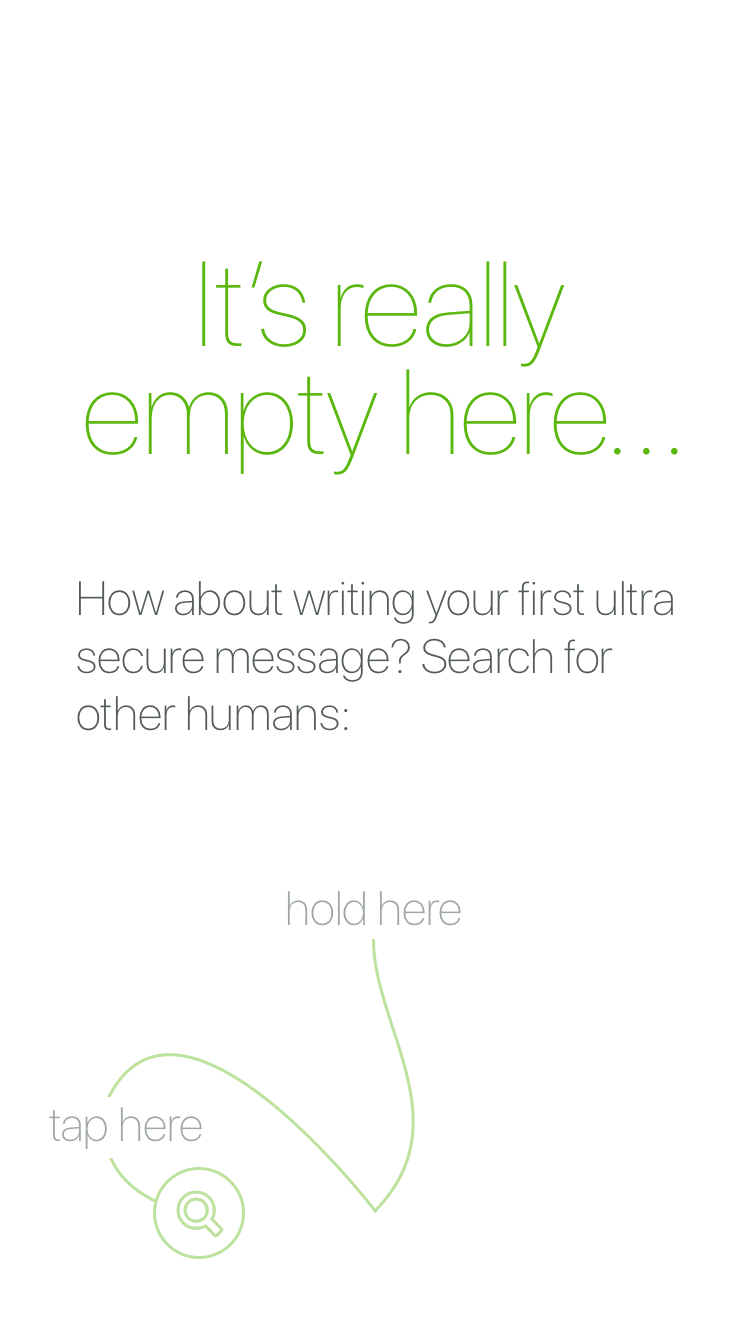 It‘s really
empty here...
How about writing your first ultra
secure message? Search for
other humans:
hold here
tap here